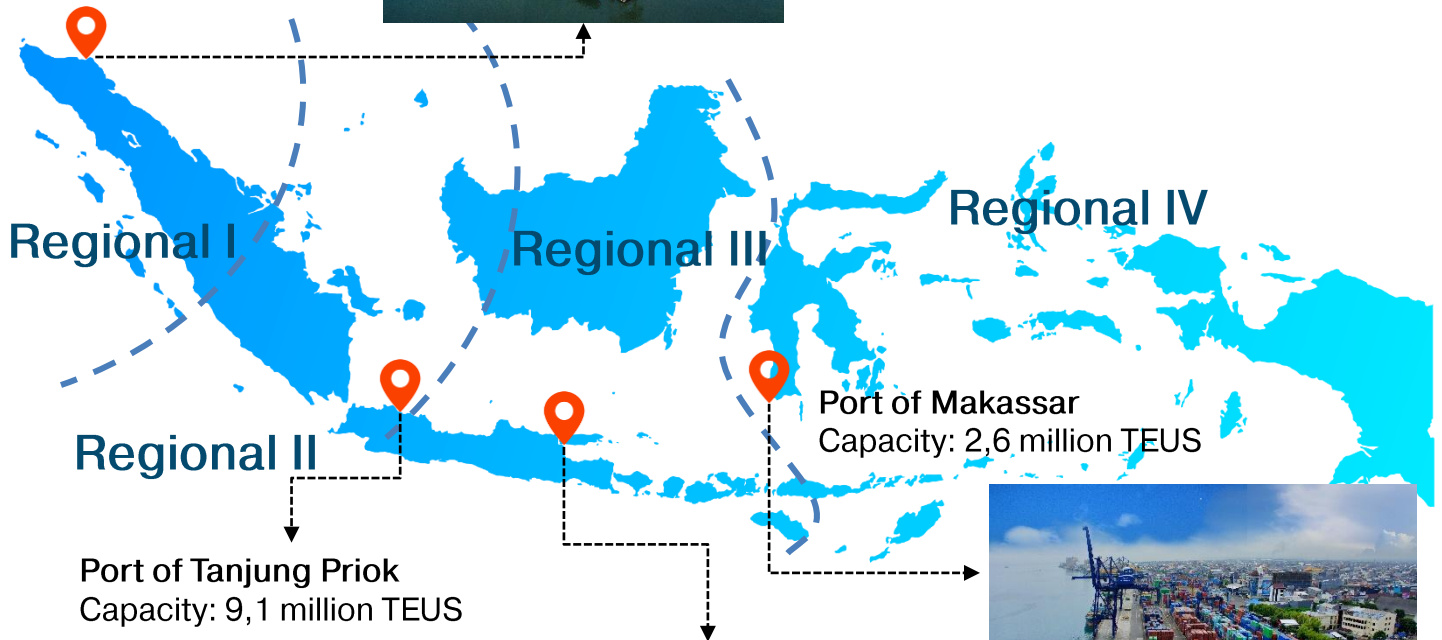 Regional I
Regional III
Regional IV
Regional II
Port of Makassar
Capacity: 2,6 million TEUS
Port of Tanjung Priok
Capacity: 9,1 million TEUS